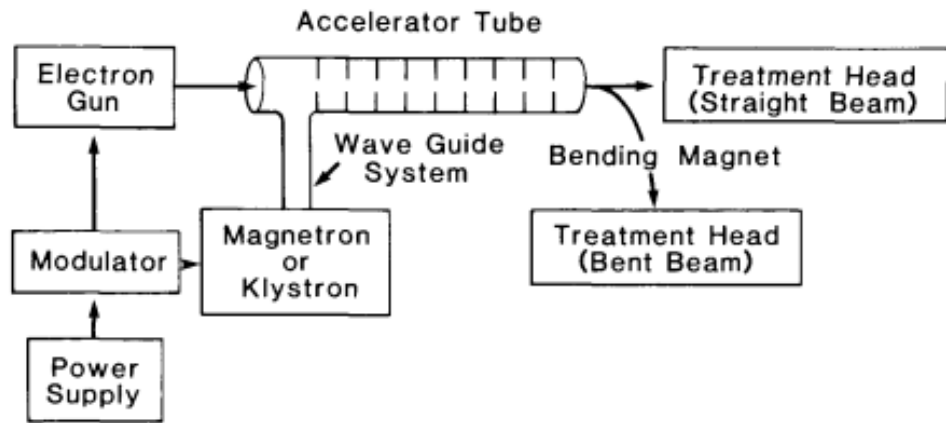 Accelerator Tube
Electron
Gun
Treatment Head
(Straight Beam)
Wave Guide
System
Bending Magnet
Modulator
Magnetron
or
Klystron
Treatment Head
(Bent Beam)
Power
Supply